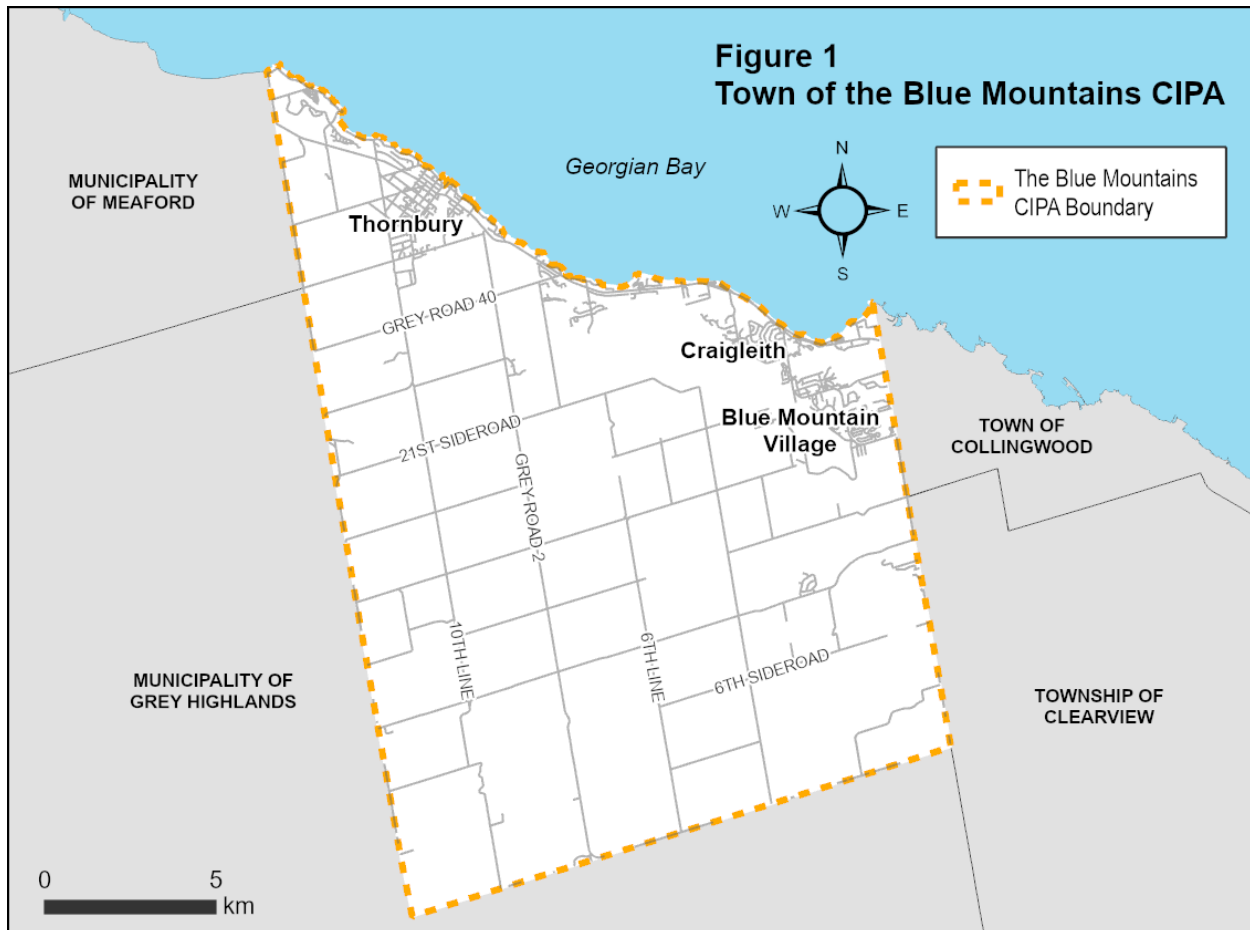 Figure 1
Town of the Blue Mountains CIPA
Georgian Bay
N
W
E
S
The Blue Mountains
CIPA Boundary
MUNICIPALITY
OF MEAFORD
Thornbury
GREY ROAD 40
Craigleith
Blue Mountain
Village
TOWN OF
COLLINGWOOD
21ST SIDEROAD
GREY ROAD 2
10TH LINE
6TH LINE
6TH SIDEROAD
MUNICIPALITY OF
GREY HIGHLANDS
TOWNSHIP OF
CLEARVIEW
0
5
km